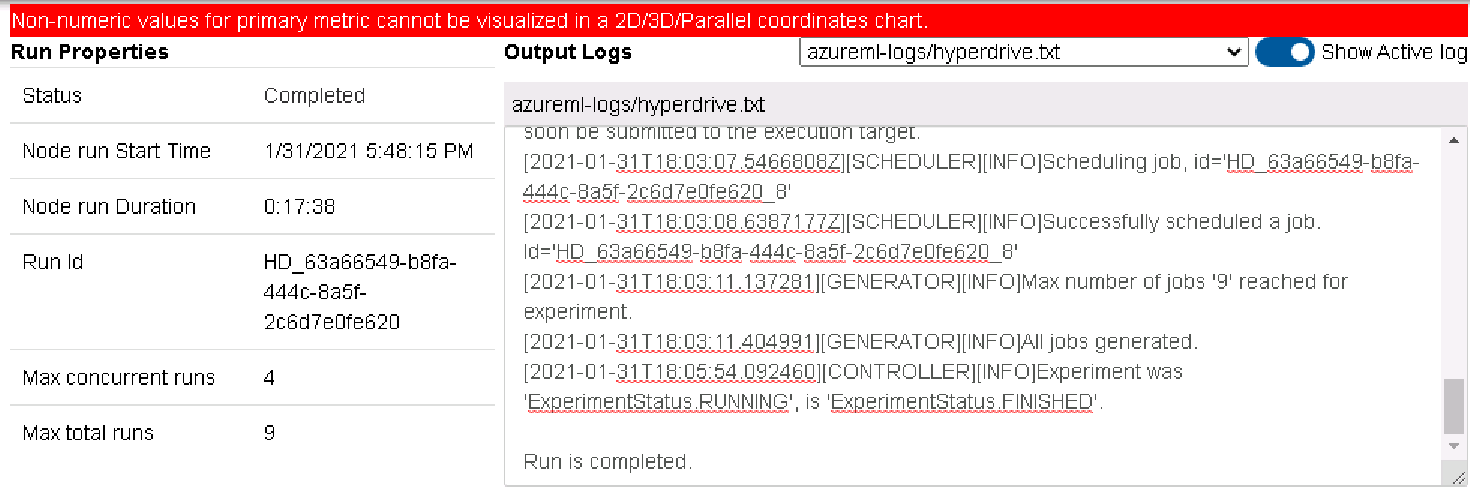 Non-numeric values for primary metric cannot be visualized in a 2D/3D/Parallel coordinates chart.
Run Properties
Status Completed
Node run Start Time 1/31/2021 5:48:15 PM
Node run Duration 0:17:38
Run Id HD_63a66549-b8fa-
444c-8a5f-
2c6d7e0fe620
Max concurrent runs 4
Max total runs 9
Output Logs azureml-logs/hyperdrive.txt Show Active log
azureml-logs/hyperdrive.txt
soon be submitted to the execution target.
[2021-01-31T18:03:07.5466808Z][SCHEDULER][INFO]Scheduling job, id='HD_63a66549-b8fa-
444c-8a5f-2c6d7e0fe620_8'
[2021-01-31T18:03:08.6387177Z][SCHEDULER][INFO]Successfully scheduled a job.
Id='HD_63a66549-b8fa-444c-8a5f-2c6d7e0fe620_8'
[2021-01-31T18:03:11.137281][GENERATOR][INFO]Max number of jobs '9' reached for
experiment.
[2021-01-31T18:03:11.404991][GENERATOR][INFO]All jobs generated.
[2021-01-31T18:05:54.092460][CONTROLLER][INFO]Experiment was
'ExperimentStatus.RUNNING', is 'ExperimentStatus.FINISHED'.
Run is completed.